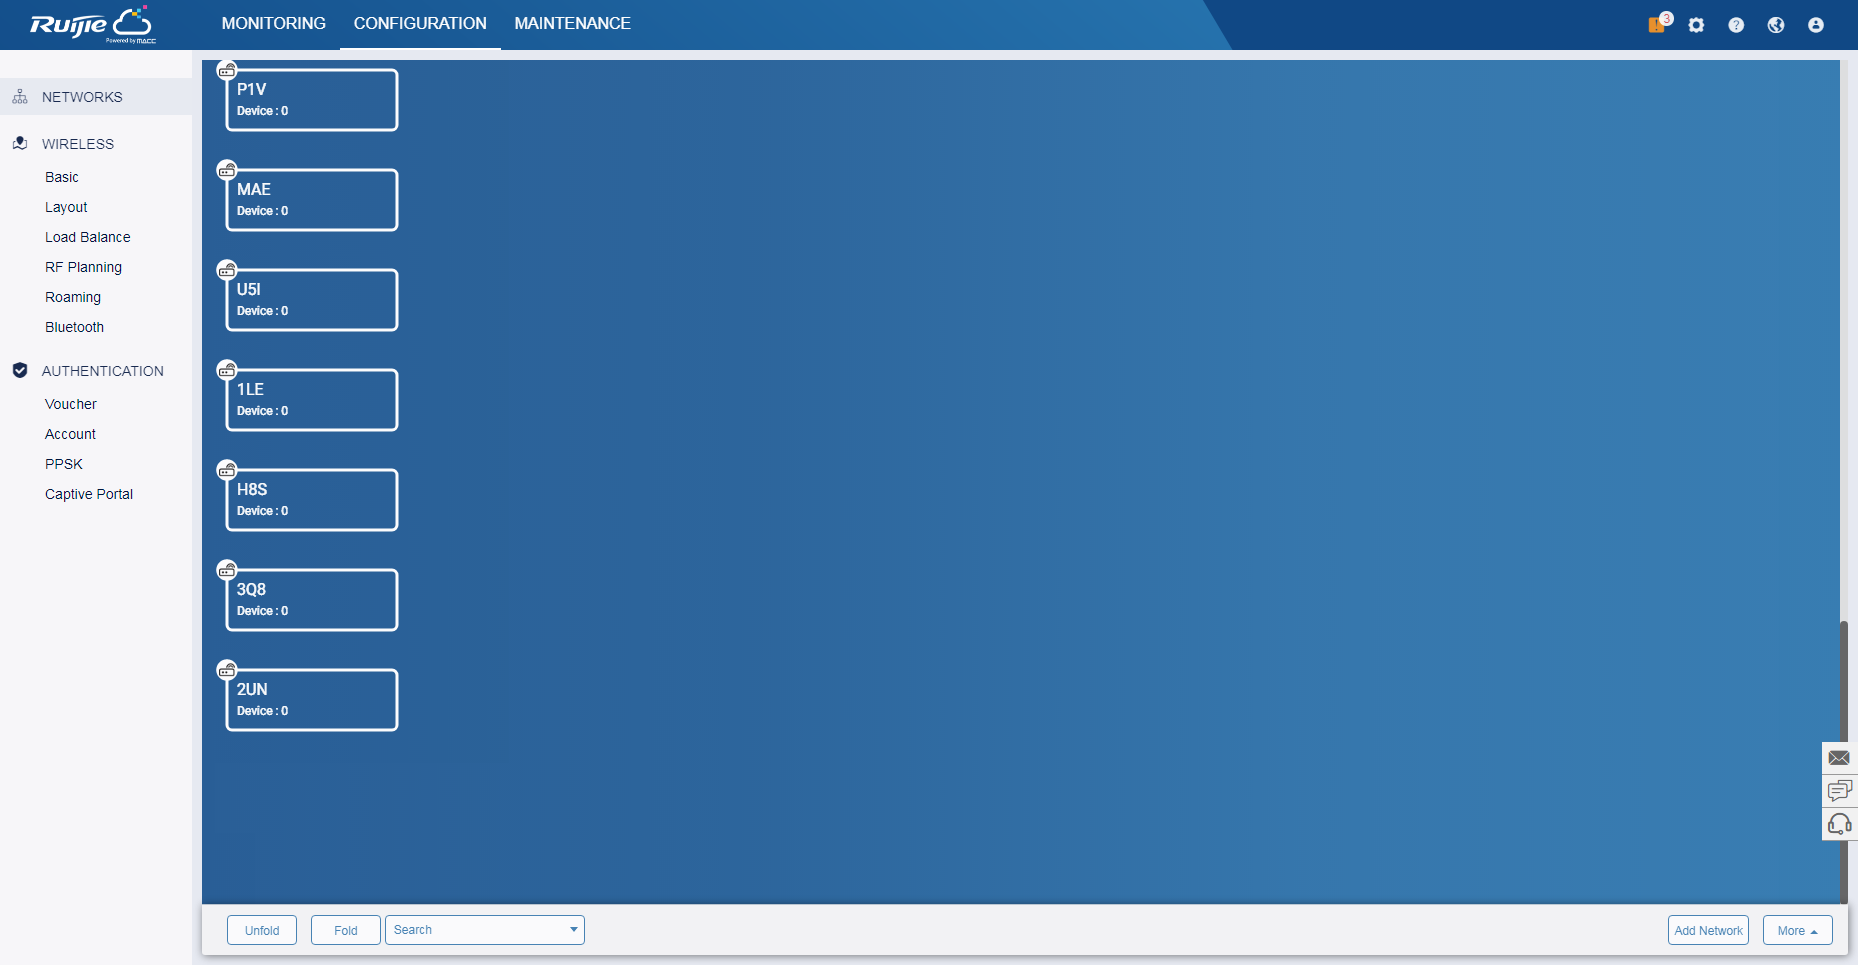 Ruijie
Powered by MACC
MONITORING
CONFIGURATION
MAINTENANCE
3
NETWORKS
WIRELESS
Basic
Layout
Load Balance
RF Planning
Roaming
Bluetooth
AUTHENTICATION
Voucher
Account
PPSK
Captive Portal
P1V
Device : 0
MAE
Device : 0
U5I
Device : 0
1LE
Device : 0
H8S
Device : 0
3Q8
Device : 0
2UN
Device : 0
Unfold
Fold
Search
Add Network
More